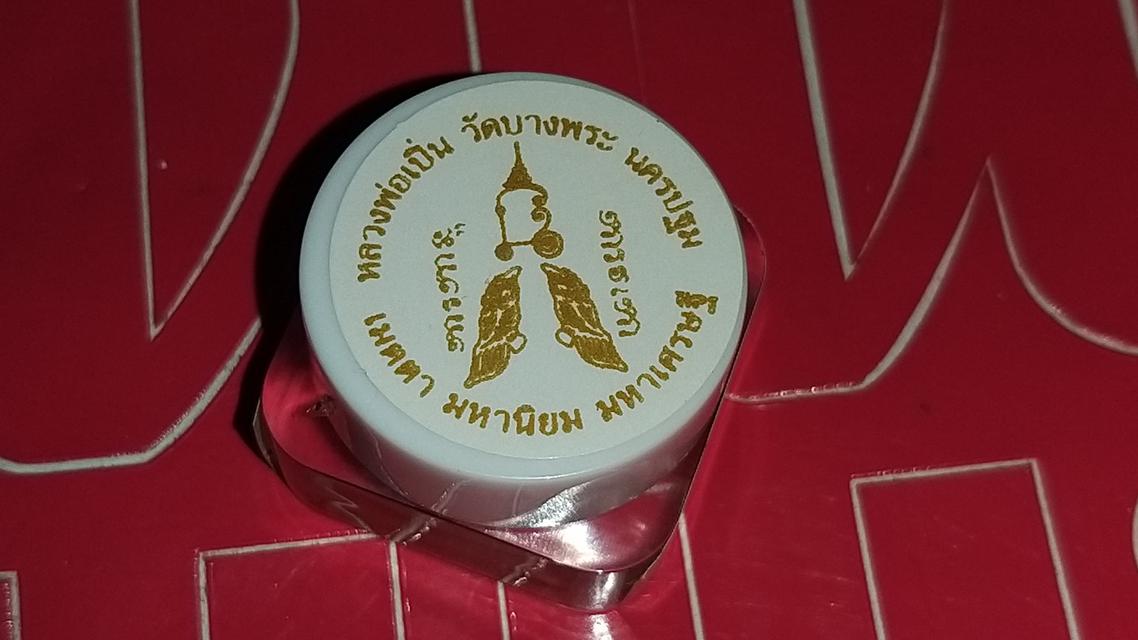 หลวงพ่อเปิ่น วัดบางพระ นครปฐม
เมตตา มหานิยม มหาเศรษฐี